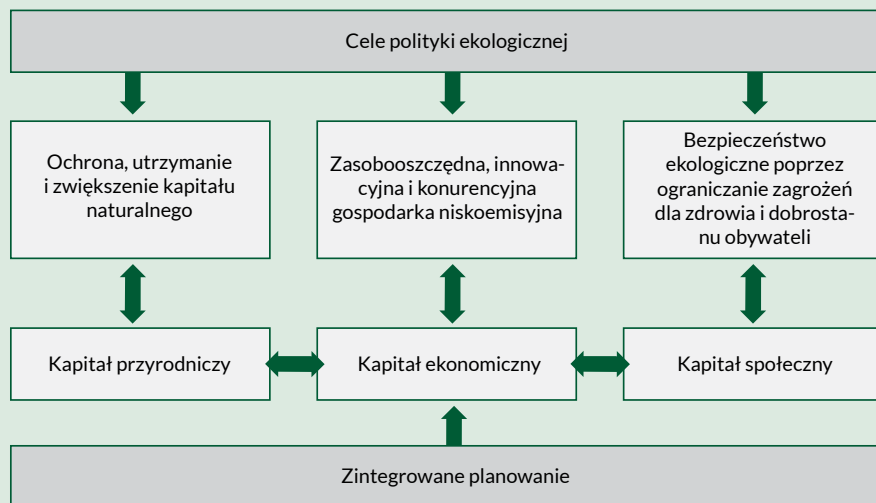 Cele polityki ekologicznej
Ochrona, utrzymanie
i zwiększenie kapitału
naturalnego
Zasobooszczędna, innowa-
cyjna i konurencyjna
gospodarka niskoemisyjna
Bezpieczeństwo
ekologiczne poprzez
ograniczanie zagrożeń
dla zdrowia i dobrosta-
nu obywateli
Kapitał przyrodniczy
Kapitał ekonomiczny
Kapitał społeczny
Zintegrowane planowanie